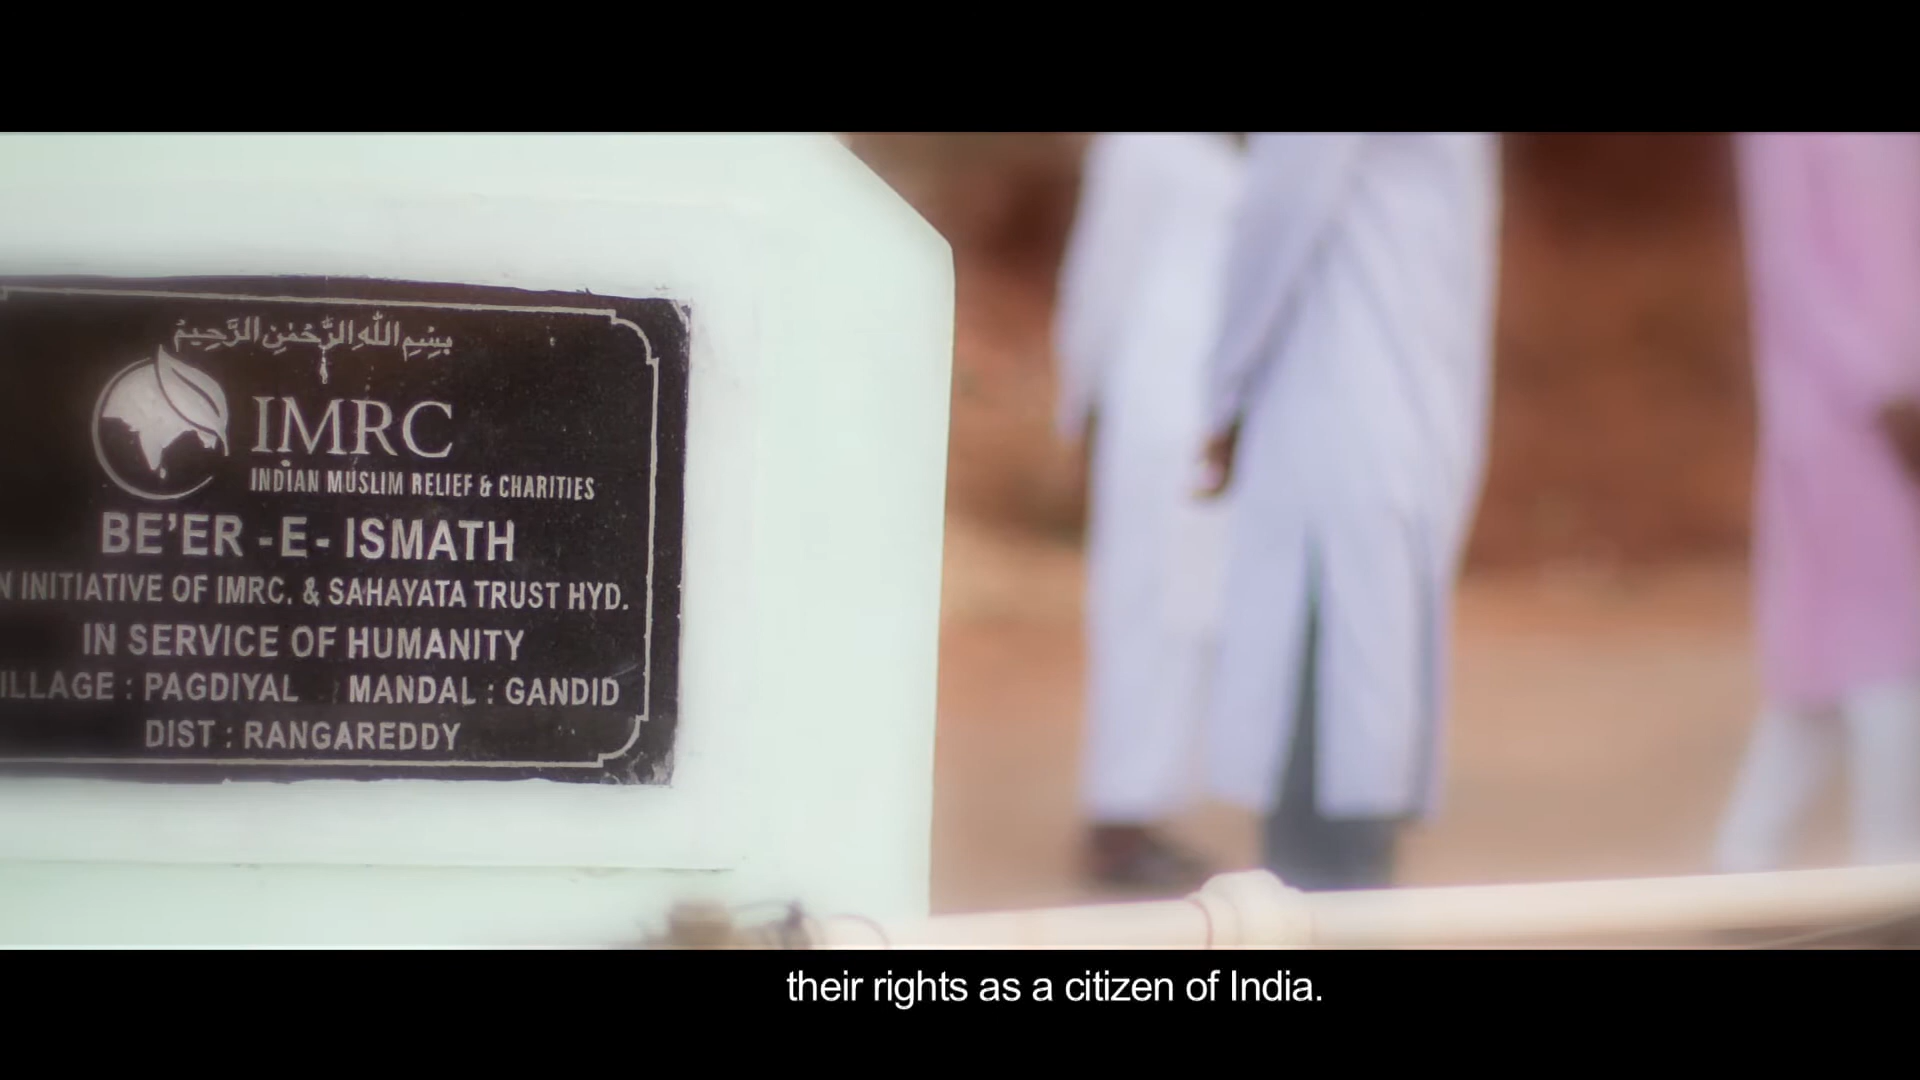 بِسْمِ اللهِ الرَّحْمٰنِ الرَّحِيمُ
IMRC
INDIAN MUSLIM RELIEF & CHARITIES
BE'ER -E- ISMATH
N INITIATIVE OF IMRC. & SAHAYATA TRUST HYD.
IN SERVICE OF HUMANITY
ILLAGE : PAGDIYAL MANDAL : GANDID
DIST : RANGAREDDY
their rights as a citizen of India.